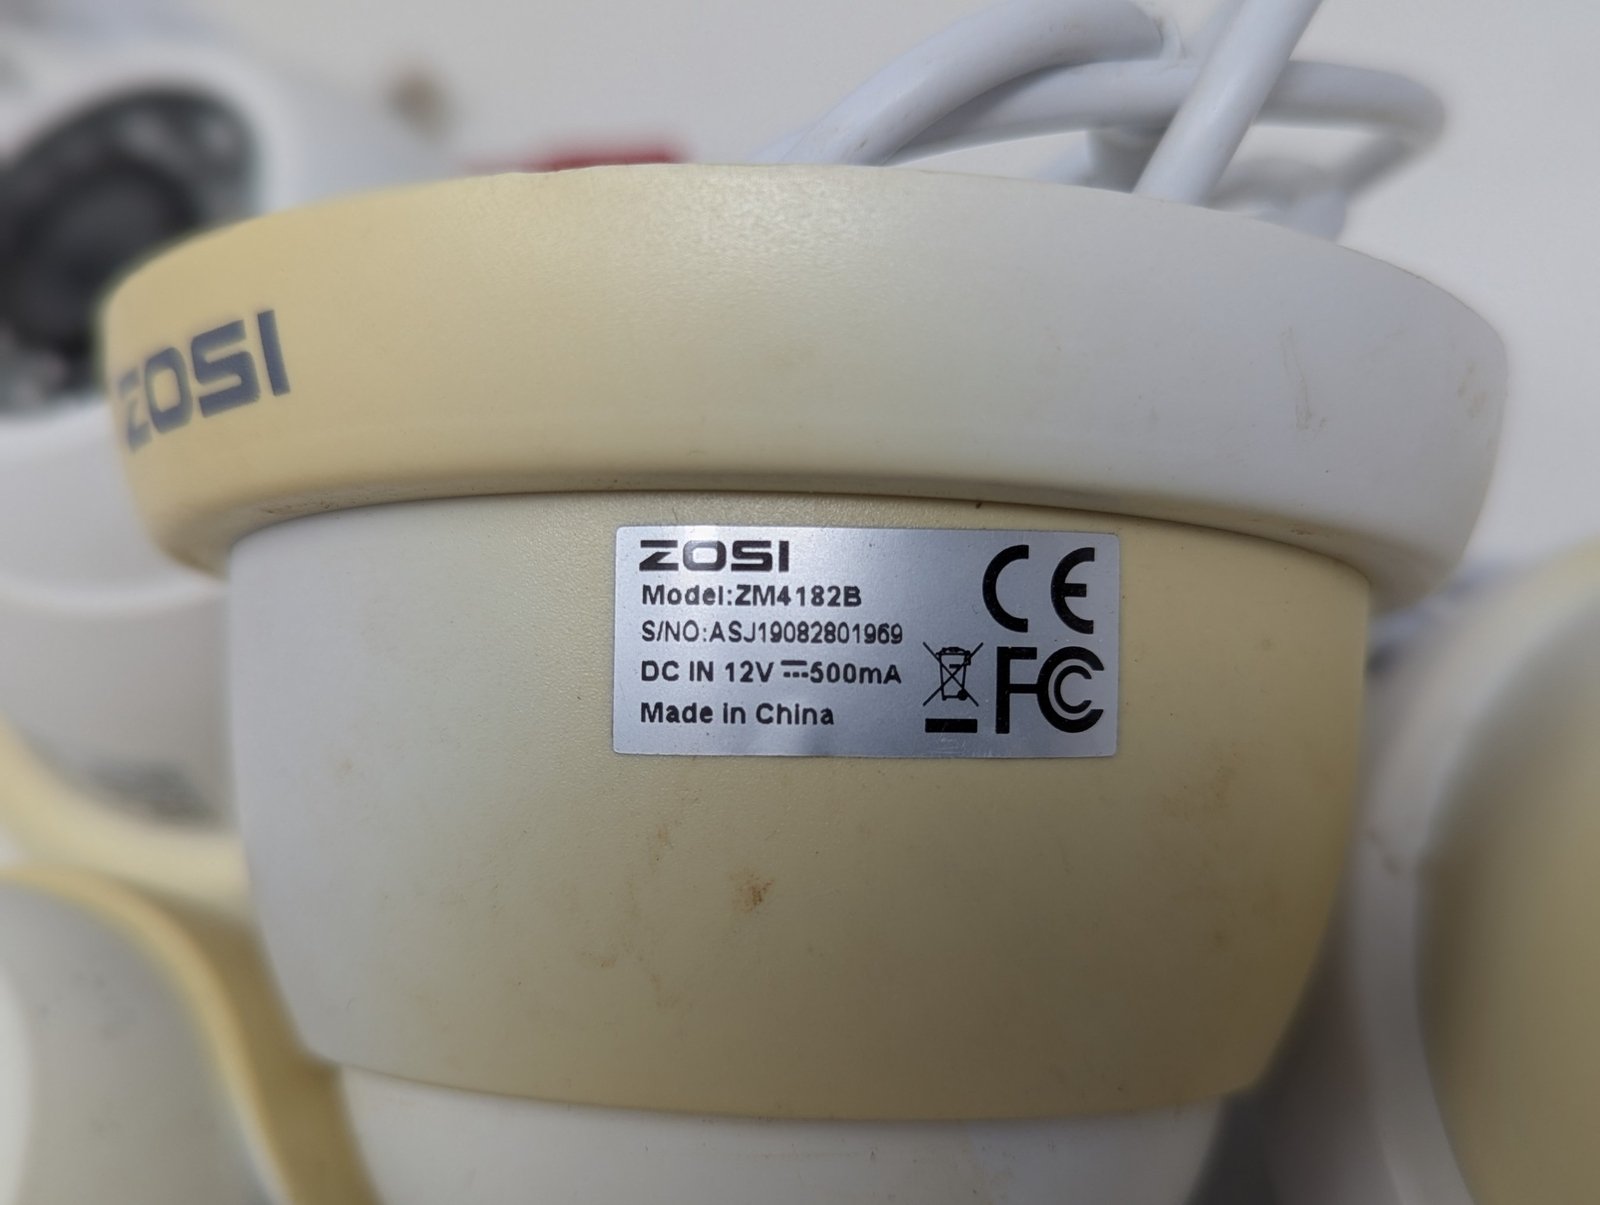 ZOSI
ZOSI
Model:ZM4182B
S/NO:ASJ19082801969
DC IN 12V ⎓500mA
Made in China
CE
FC